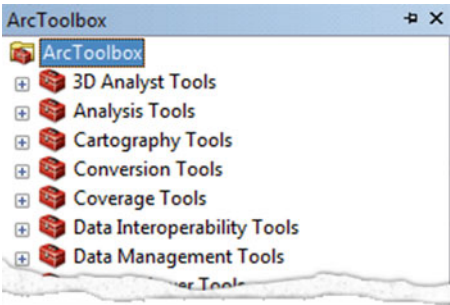 ArcToolbox
ArcToolbox
3D Analyst Tools
Analysis Tools
Cartography Tools
Conversion Tools
Coverage Tools
Data Interoperability Tools
Data Management Tools
Tools